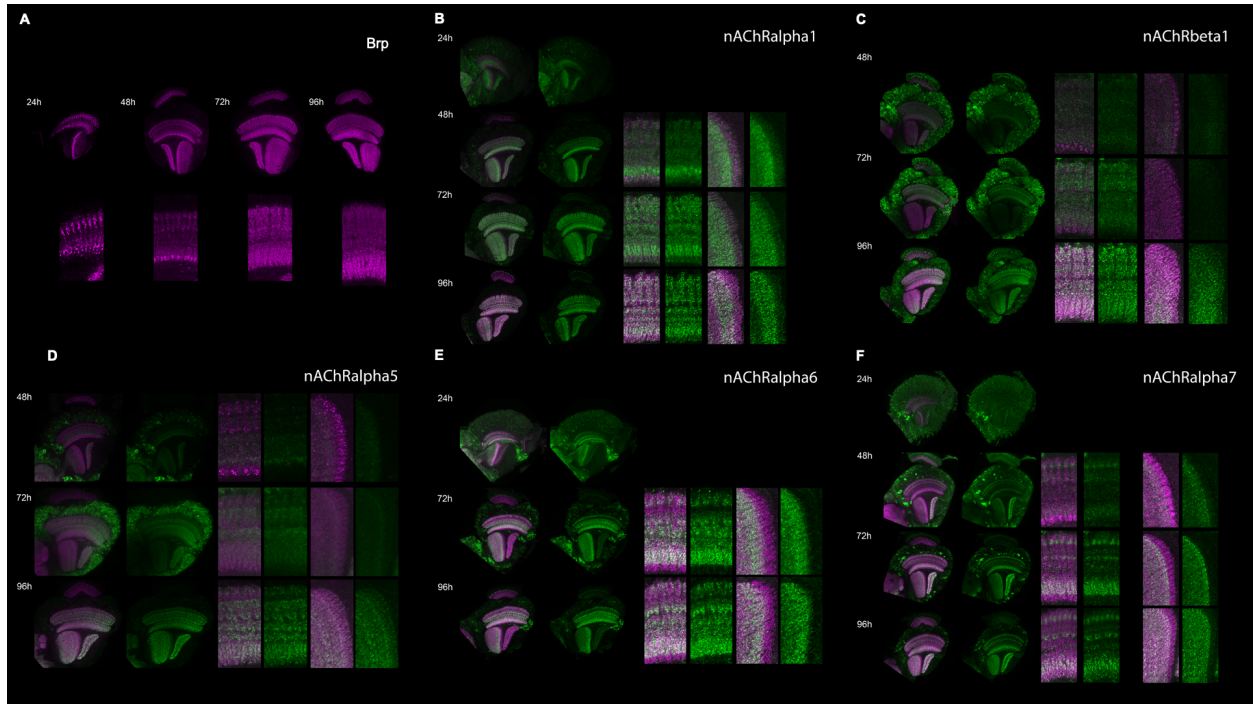 A
Brp
24h
48h
72h
96h
B
nAChRalpha1
24h
48h
72h
96h
C
nAChRbeta1
48h
72h
96h
D
nAChRalpha5
48h
72h
96h
E
nAChRalpha6
24h
72h
96h
F
nAChRalpha7
24h
48h
72h
96h